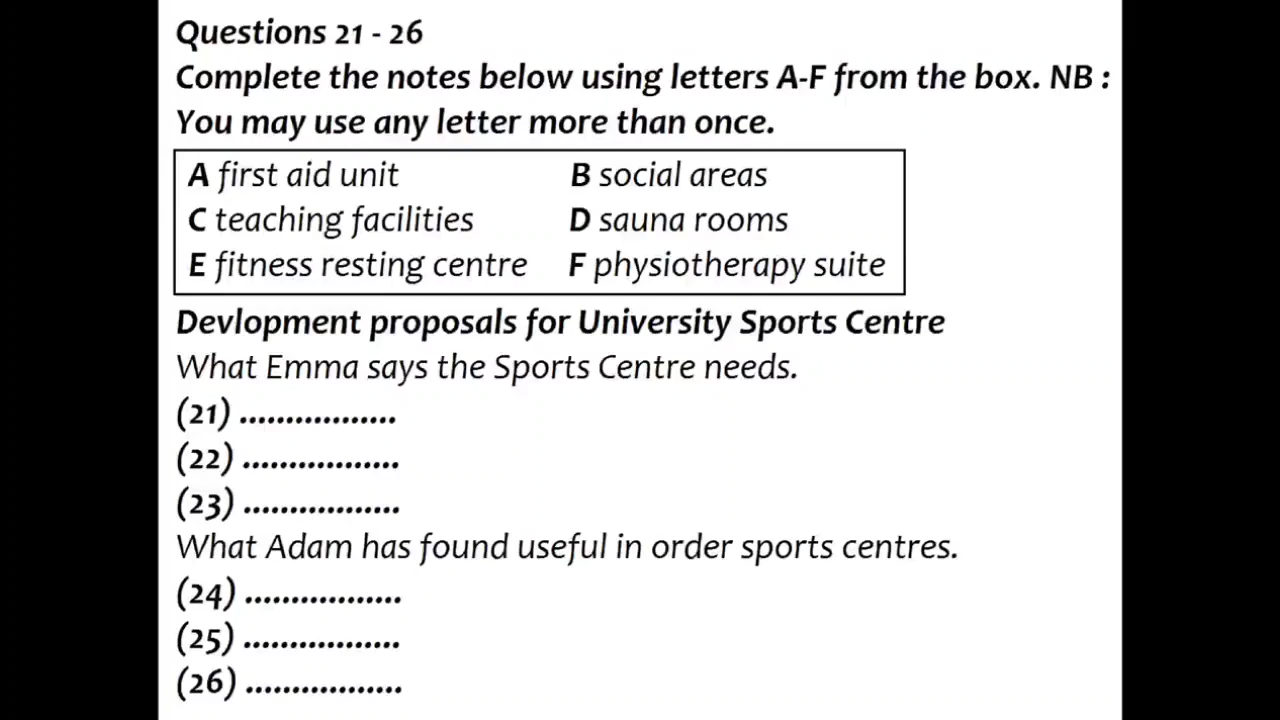 Questions 21 - 26
Complete the notes below using letters A-F from the box. NB :
You may use any letter more than once.
A first aid unit B social areas
C teaching facilities D sauna rooms
E fitness resting centre F physiotherapy suite
Devlopment proposals for University Sports Centre
What Emma says the Sports Centre needs.
(21) .................
(22) .................
(23) .................
What Adam has found useful in order sports centres.
(24) .................
(25) .................
(26) .................